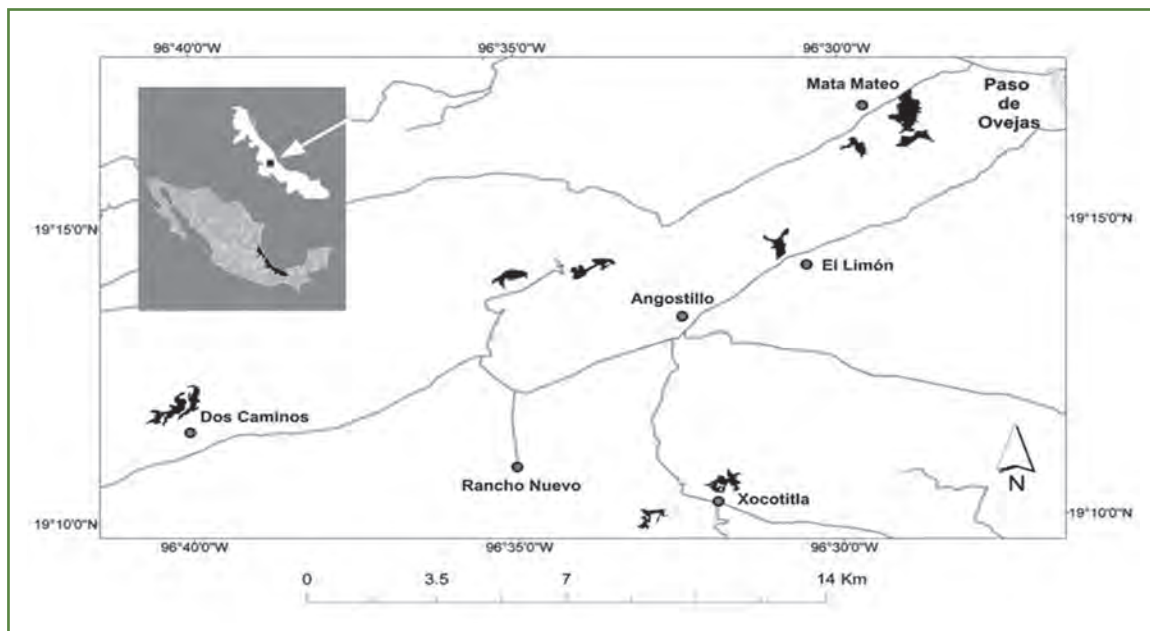 96°40'0"W 96°35'0"W 96°30'0"W
Mata Mateo
Paso
de
Ovejas
19°15'0"N 19°15'0"N
El Limón
Angostillo
Dos Caminos
Rancho Nuevo
Xocotitla
N
19°10'0"N 19°10'0"N
96°40'0"W 96°35'0"W 96°30'0"W
0 3.5 7 14 Km